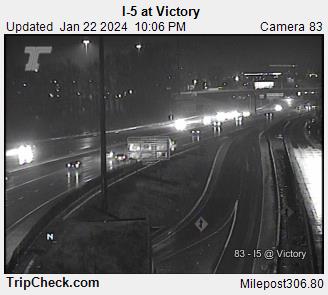 I-5 at Victory
Updated Jan 22 2024 10:06 PM Camera 83
T
N
83 - I5 @ Victory
TripCheck.com Milepost306.80